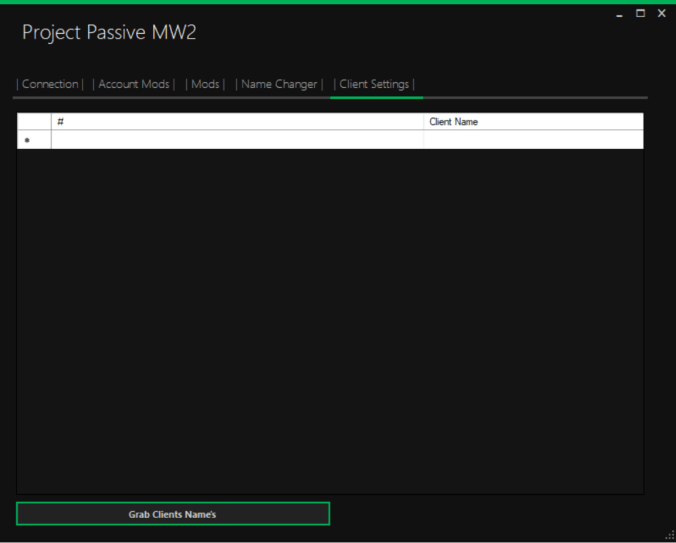 Project Passive MW2
| Connection | | Account Mods | | Mods | | Name Changer | | Client Settings |
# Client Name
*
Grab Clients Name's